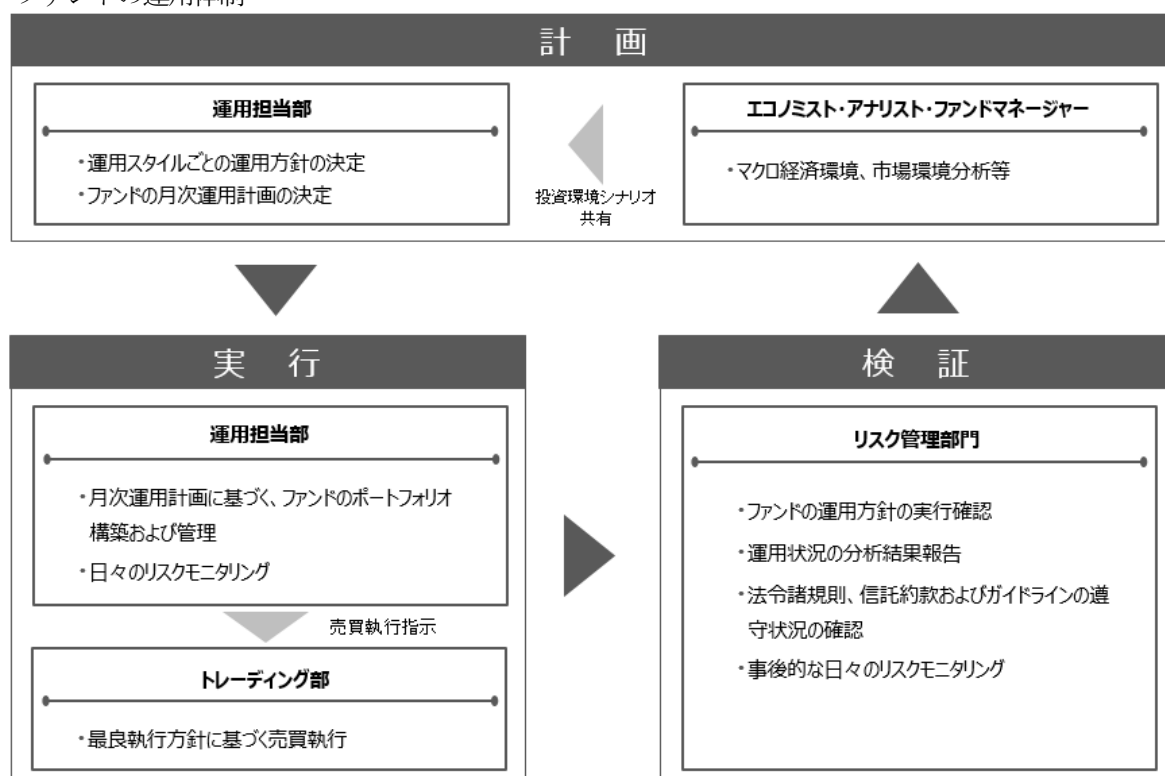 ファンドの運用体制
計 画
運用担当部
・運用スタイルごとの運用方針の決定
・ファンドの月次運用計画の決定
投資環境シナリオ
共有
エコノミスト・アナリスト・ファンドマネージャー
・マクロ経済環境、市場環境分析等
実 行
運用担当部
・月次運用計画に基づく、ファンドのポートフォリオ
構築および管理
・日々のリスクモニタリング
売買執行指示
トレーディング部
・最良執行方針に基づく売買執行
検 証
リスク管理部門
・ファンドの運用方針の実行確認
・運用状況の分析結果報告
・法令諸規則、信託約款およびガイドラインの遵
守状況の確認
・事後的な日々のリスクモニタリング